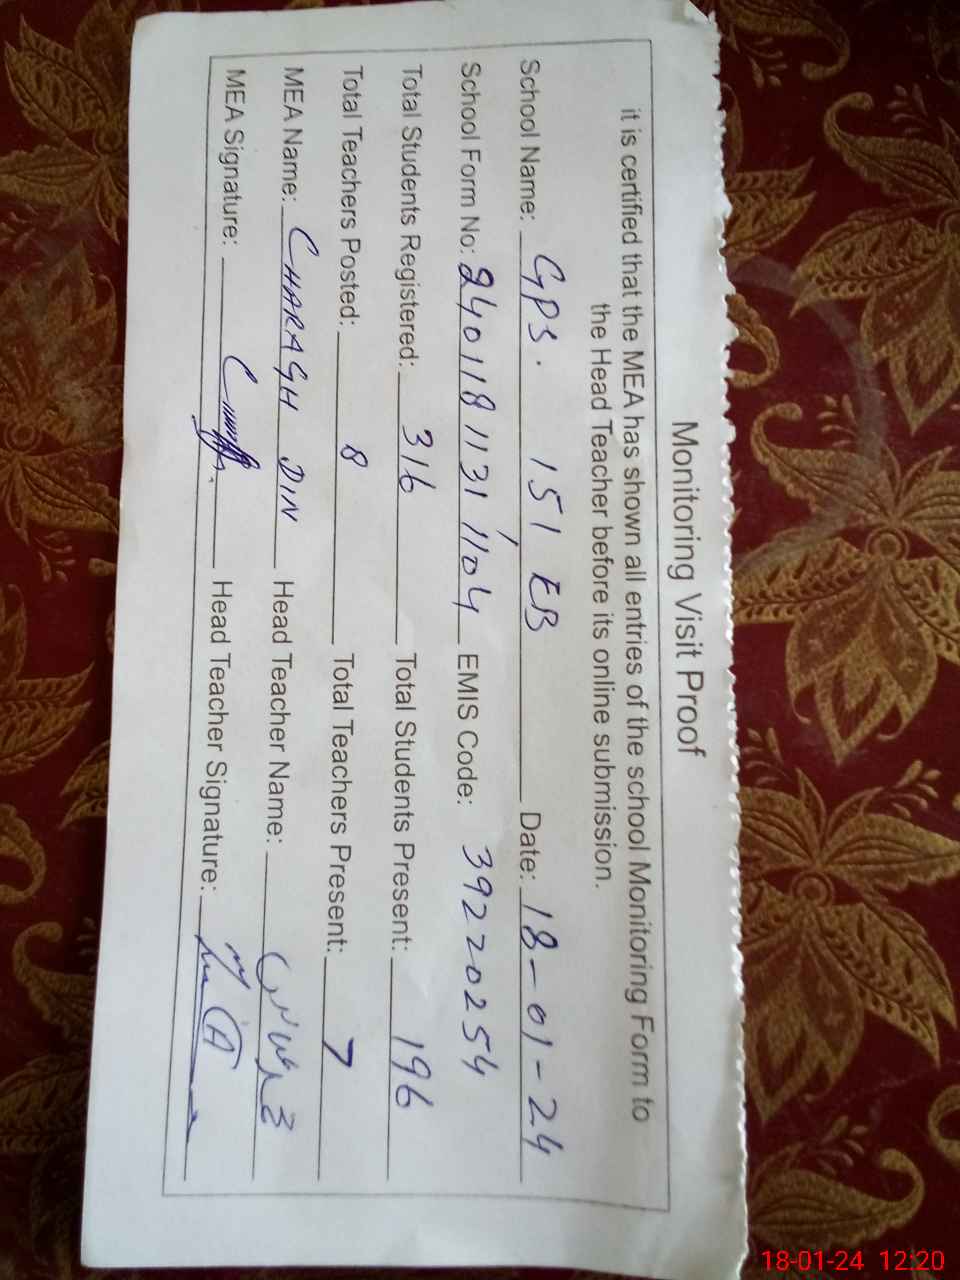 Monitoring Visit Proof
it is certified that the MEA has shown all entries of the school Monitoring Form to
the Head Teacher before its online submission.
School Name: GPS. 151 EB Date: 18-01-24
School Form No: 240118 1131 1104 EMIS Code: 39220254
Total Students Registered: 316 Total Students Present: 196
Total Teachers Posted: 8 Total Teachers Present: 7
MEA Name: CHARAGH DIN Head Teacher Name:
MEA Signature: Head Teacher Signature:
18-01-24 12:20